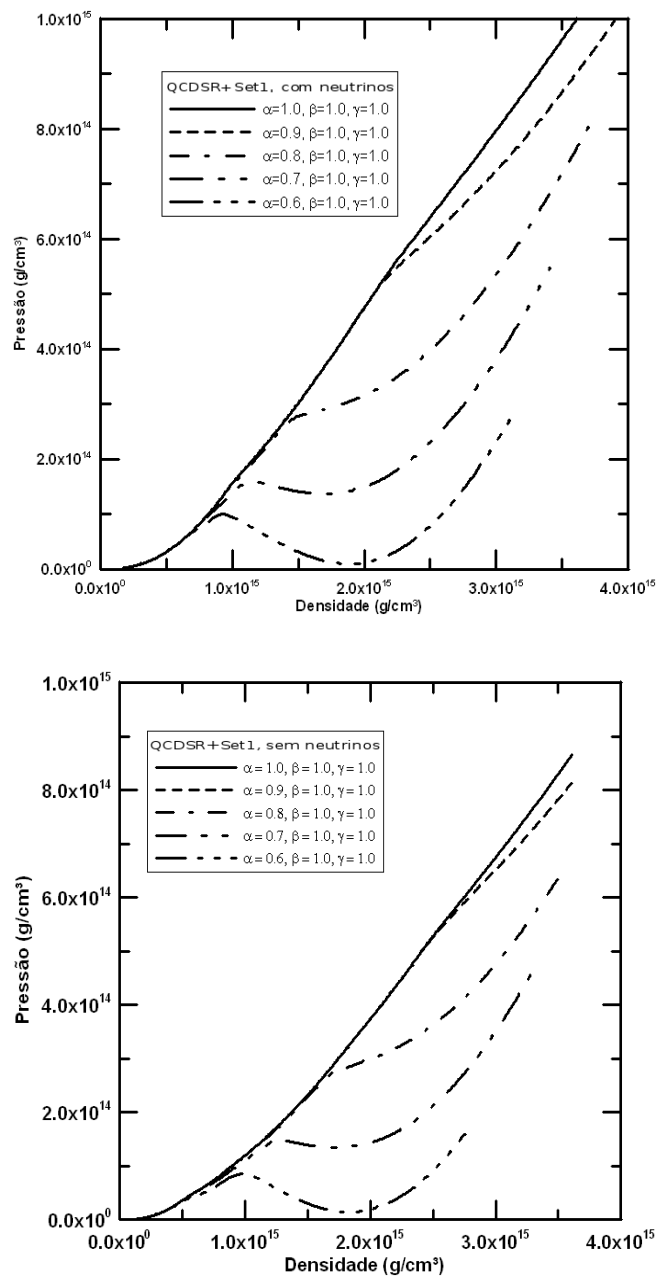 1.0x10¹⁵
8.0x10¹⁴
6.0x10¹⁴
4.0x10¹⁴
2.0x10¹⁴
0.0x10⁰
Pressão (g/cm³)
QCDSR+Set1, com neutrinos
α=1.0, β=1.0, γ=1.0
α=0.9, β=1.0, γ=1.0
α=0.8, β=1.0, γ=1.0
α=0.7, β=1.0, γ=1.0
α=0.6, β=1.0, γ=1.0
0.0x10⁰ 1.0x10¹⁵ 2.0x10¹⁵ 3.0x10¹⁵ 4.0x10¹⁵
Densidade (g/cm³)
1.0x10¹⁵
8.0x10¹⁴
6.0x10¹⁴
4.0x10¹⁴
2.0x10¹⁴
0.0x10⁰
Pressão (g/cm³)
QCDSR+Set1, sem neutrinos
α= 1.0, β= 1.0, γ= 1.0
α=0.9, β= 1.0, γ= 1.0
α=0.8, β= 1.0, γ= 1.0
α=0.7, β= 1.0, γ= 1.0
α=0.6, β= 1.0, γ= 1.0
0.0x10⁰ 1.0x10¹⁵ 2.0x10¹⁵ 3.0x10¹⁵ 4.0x10¹⁵
Densidade (g/cm³)